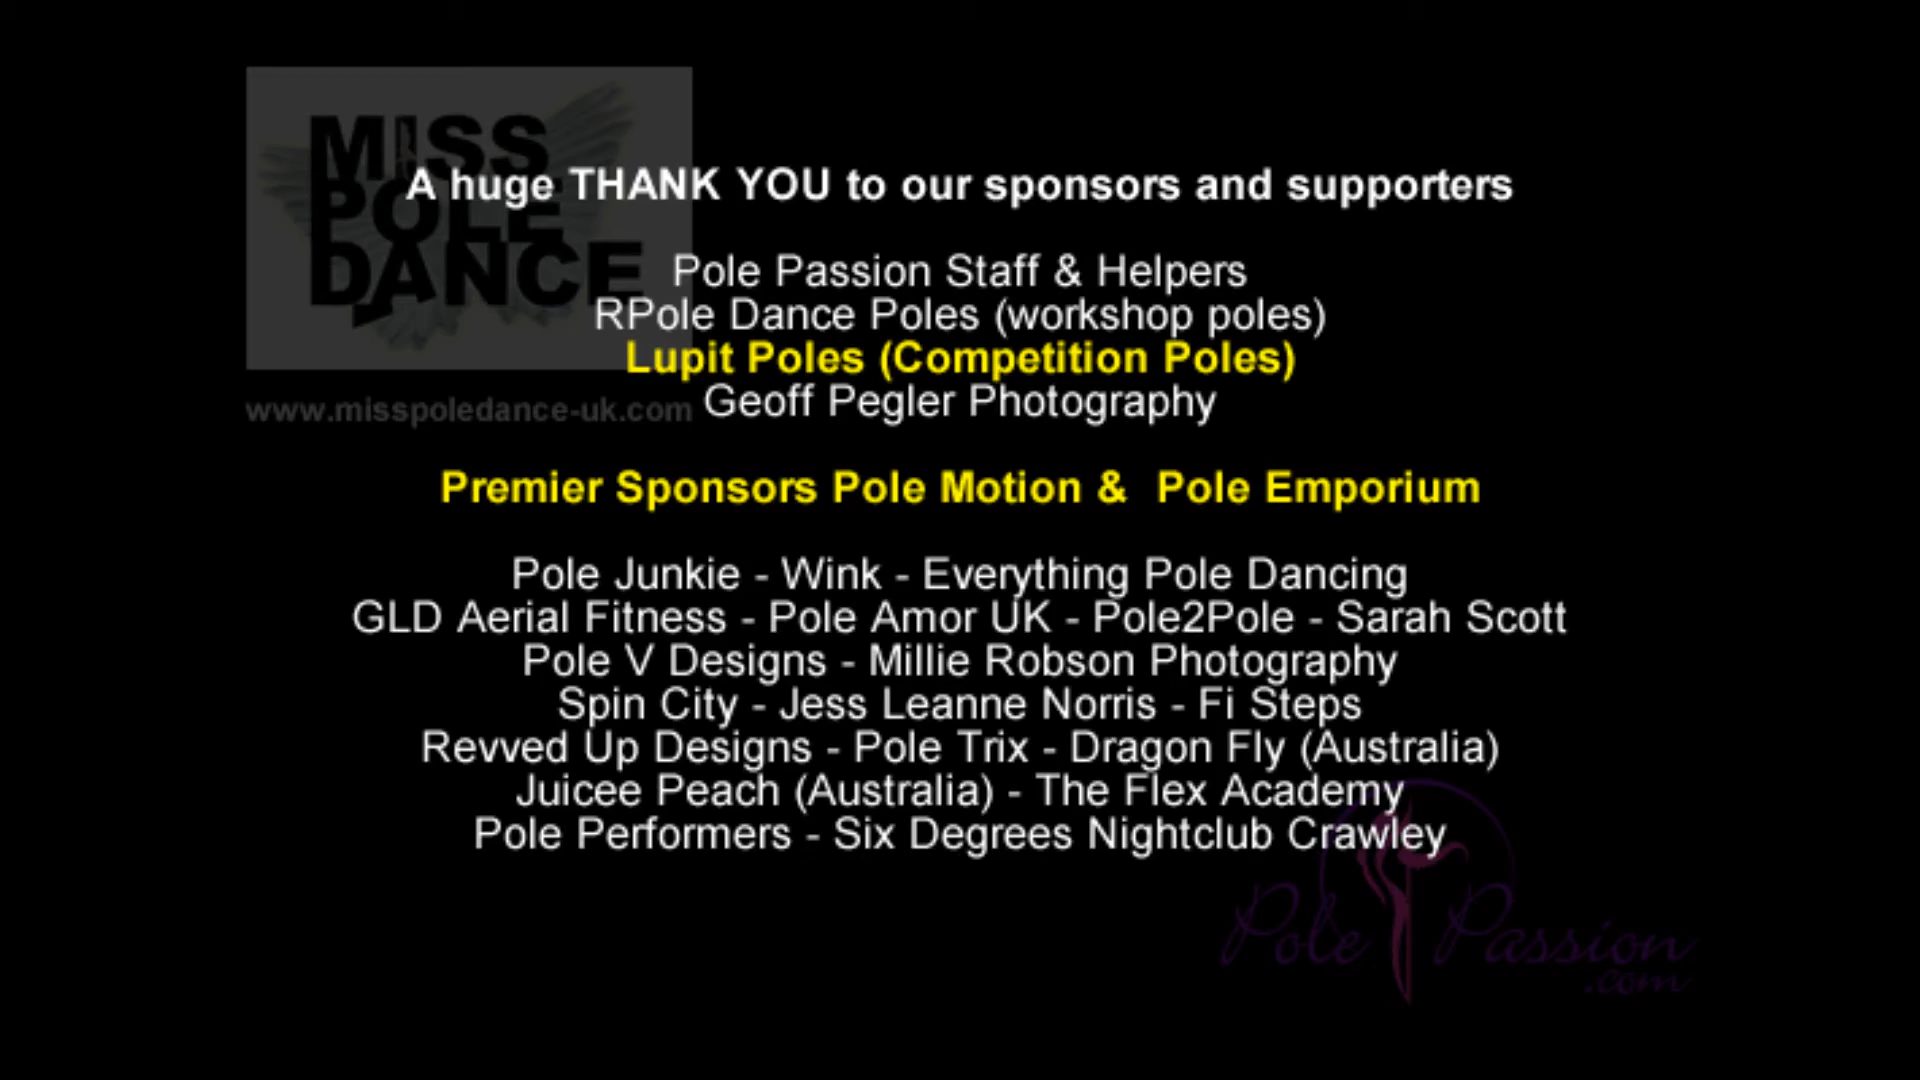 MISS
POLE
DANCE
www.misspoledance-uk.com
A huge THANK YOU to our sponsors and supporters
Pole Passion Staff & Helpers
RPole Dance Poles (workshop poles)
Lupit Poles (Competition Poles)
Geoff Pegler Photography
Premier Sponsors Pole Motion &  Pole Emporium
Pole Junkie - Wink - Everything Pole Dancing
GLD Aerial Fitness - Pole Amor UK - Pole2Pole - Sarah Scott
Pole V Designs - Millie Robson Photography
Spin City - Jess Leanne Norris - Fi Steps
Revved Up Designs - Pole Trix - Dragon Fly (Australia)
Juicee Peach (Australia) - The Flex Academy
Pole Performers - Six Degrees Nightclub Crawley
Pole Passion
.com